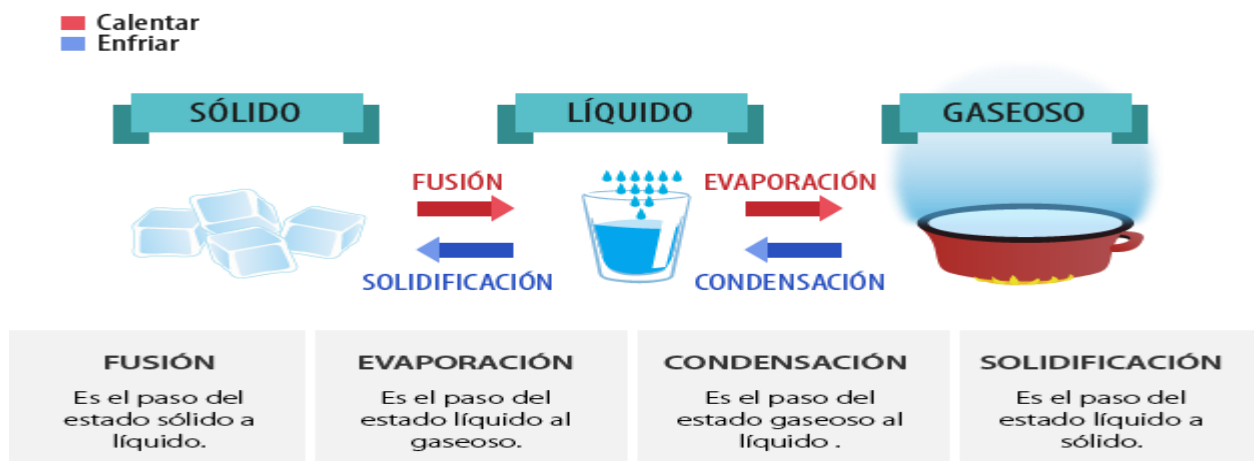 Calentar
Enfriar
SÓLIDO
LÍQUIDO
GASEOSO
FUSIÓN
EVAPORACIÓN
SOLIDIFICACIÓN
CONDENSACIÓN
FUSIÓN
Es el paso del
estado sólido a
líquido.
EVAPORACIÓN
Es el paso del
estado líquido al
gaseoso.
CONDENSACIÓN
Es el paso del
estado gaseoso al
líquido .
SOLIDIFICACIÓN
Es el paso del
estado líquido a
sólido.